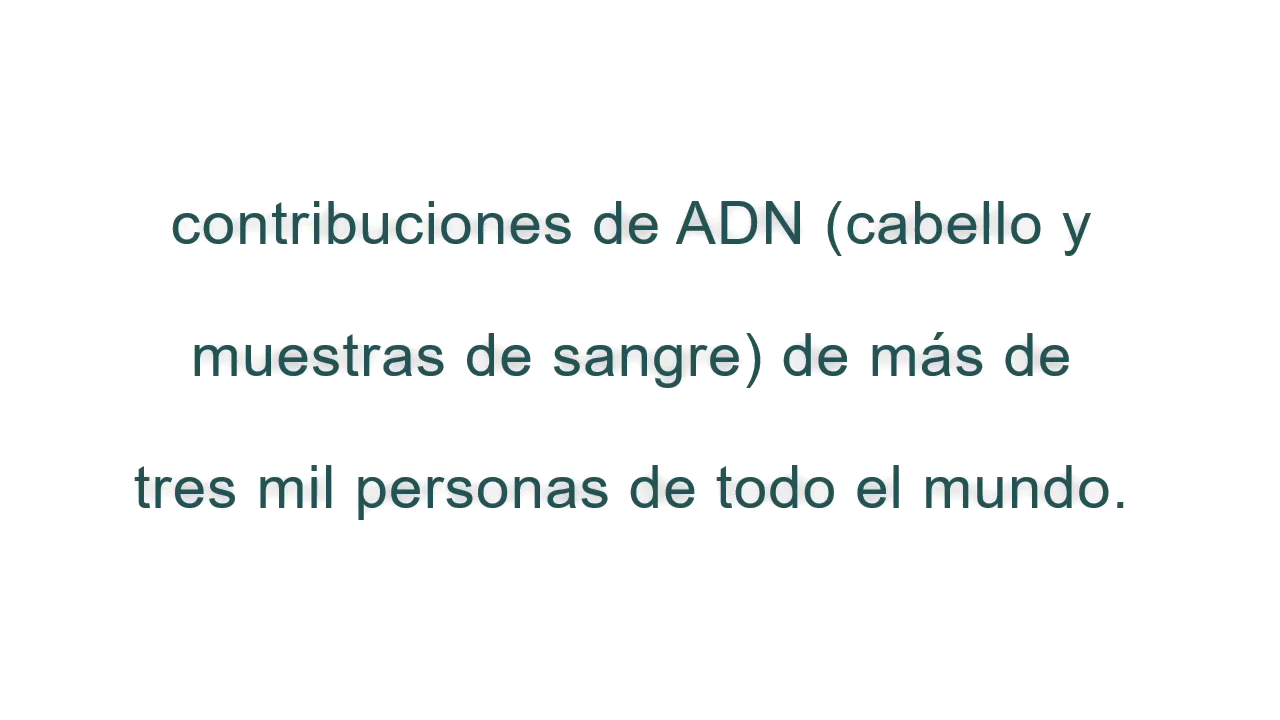 contribuciones de ADN (cabello y
muestras de sangre) de más de
tres mil personas de todo el mundo.